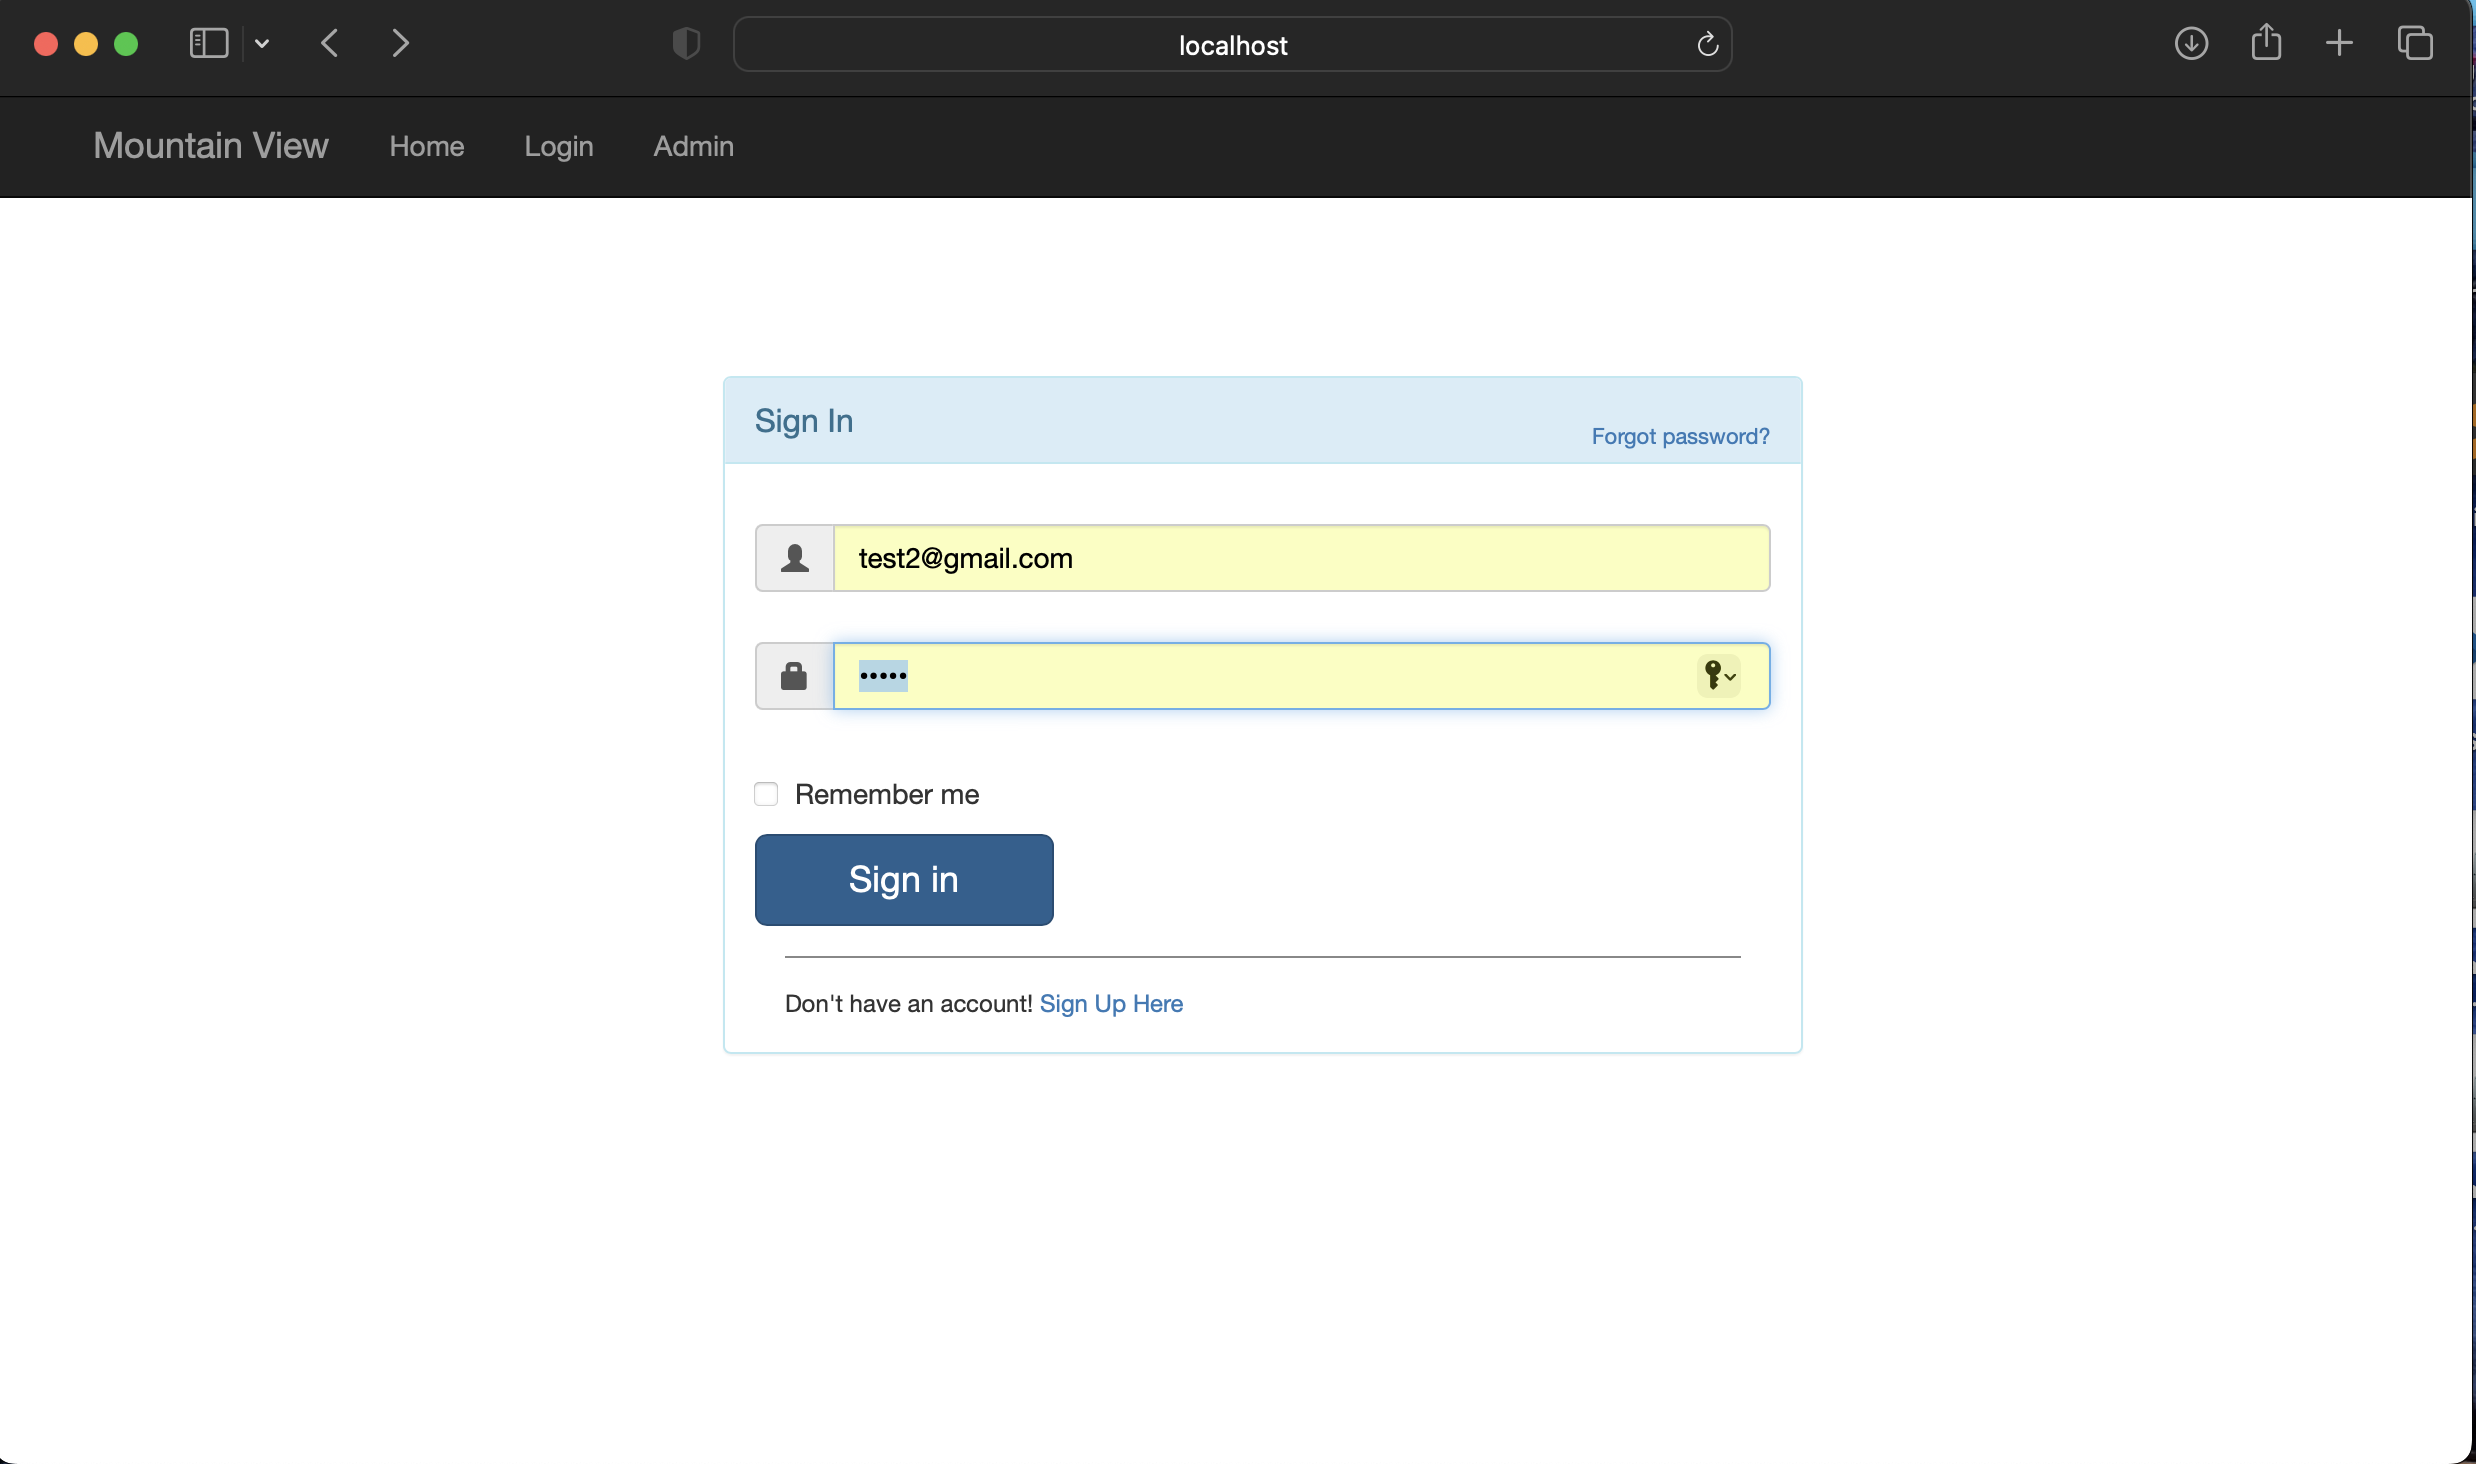 localhost
Mountain View Home Login Admin
Sign In
Forgot password?
test2@gmail.com
•••••
Remember me
Sign in
Don't have an account! Sign Up Here